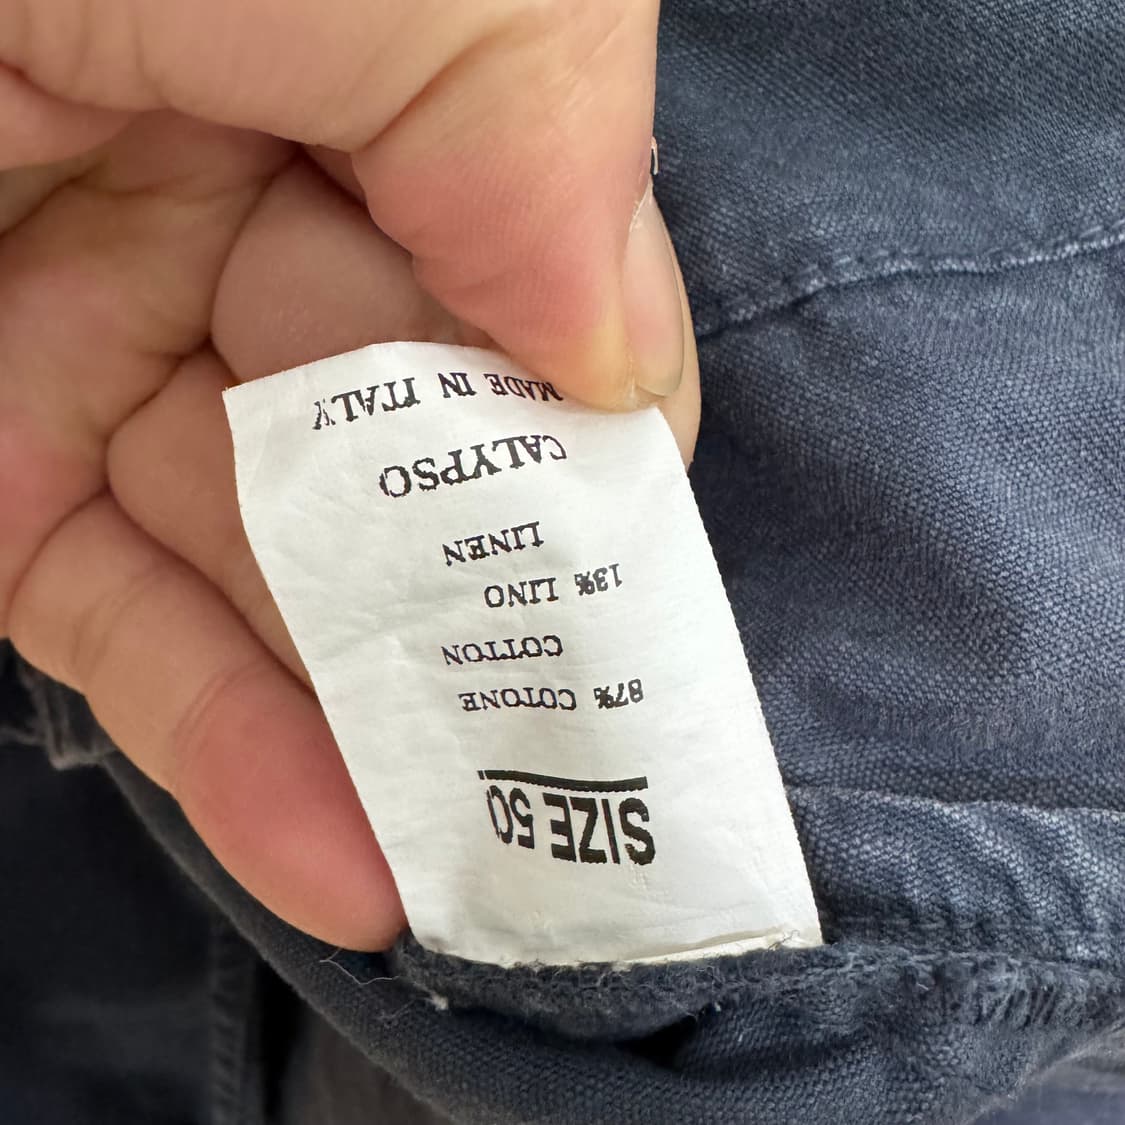 SIZE 50
87% COTONE
COTTON
13% LINO
LINEN
CALYPSO
MADE IN ITALY